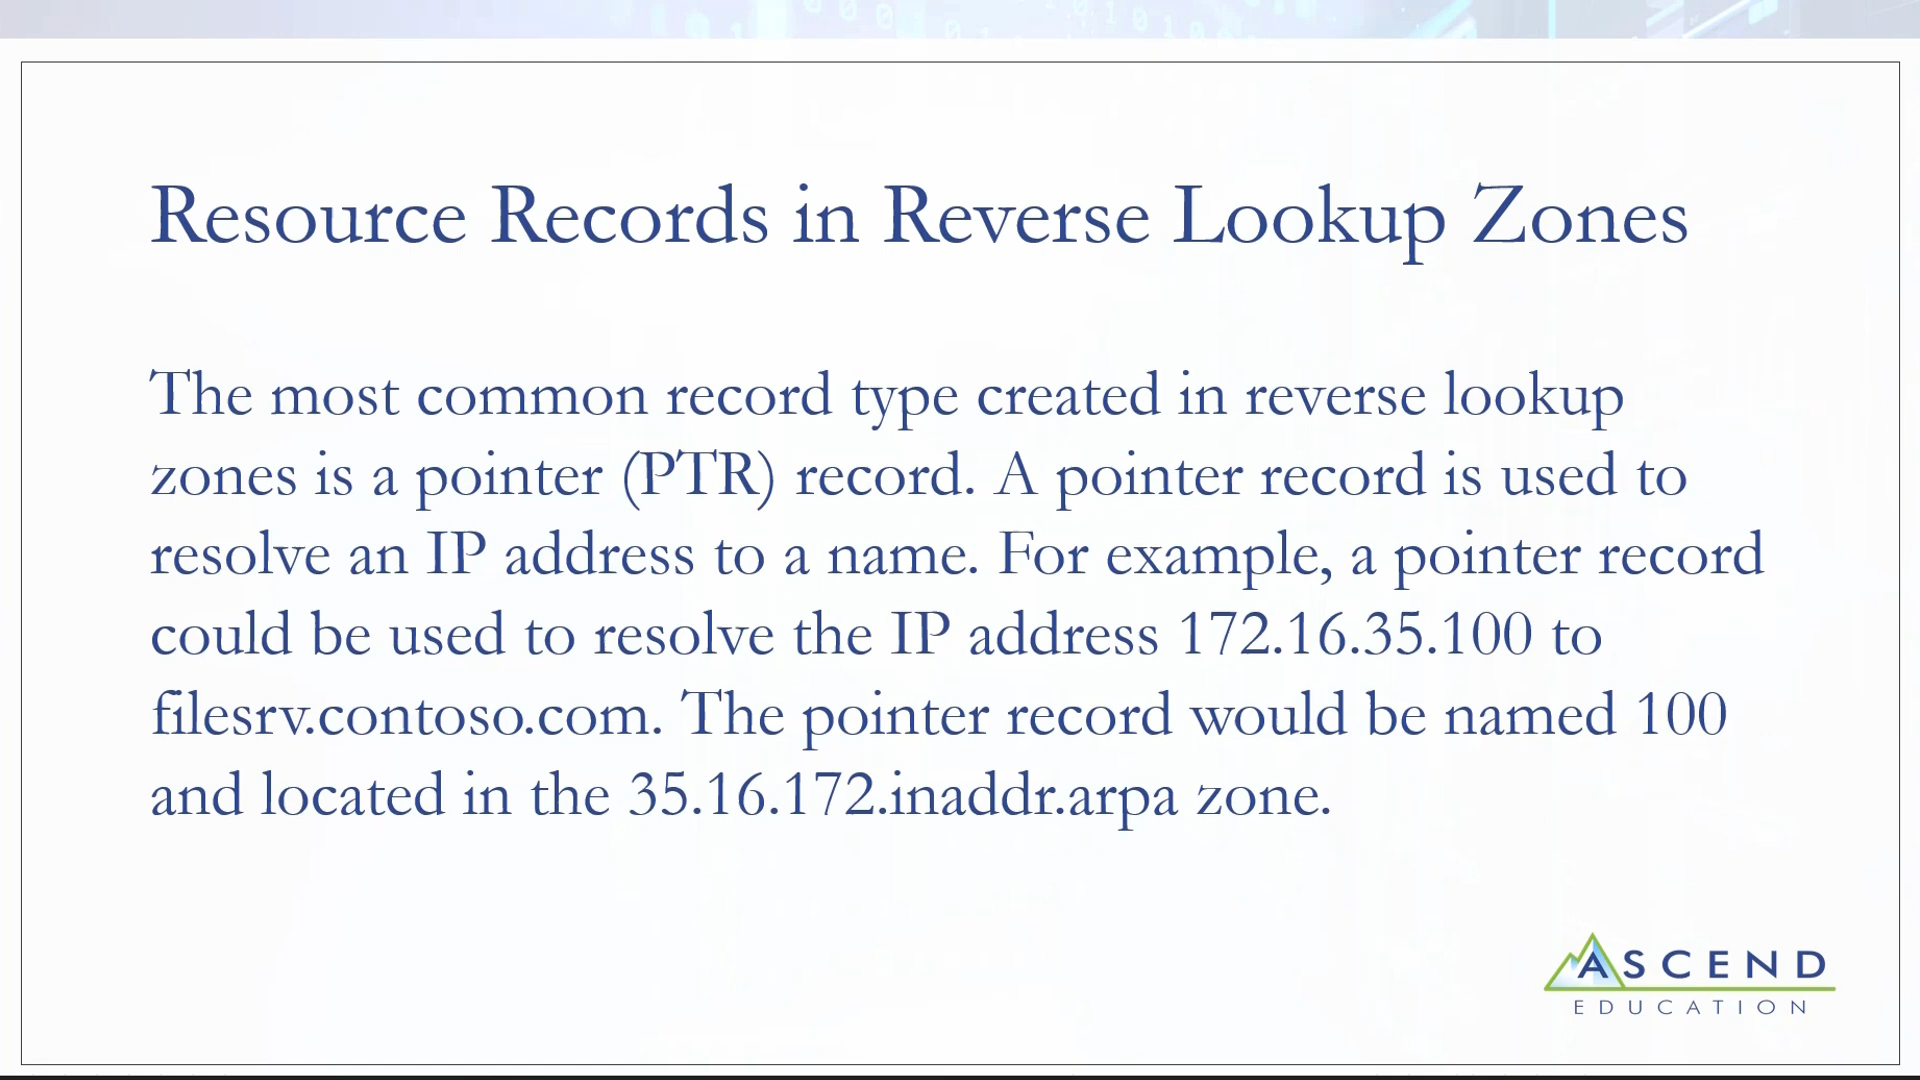 Resource Records in Reverse Lookup Zones
The most common record type created in reverse lookup
zones is a pointer (PTR) record. A pointer record is used to
resolve an IP address to a name. For example, a pointer record
could be used to resolve the IP address 172.16.35.100 to
filesrv.contoso.com. The pointer record would be named 100
and located in the 35.16.172.inaddr.arpa zone.
ASCEND
EDUCATION